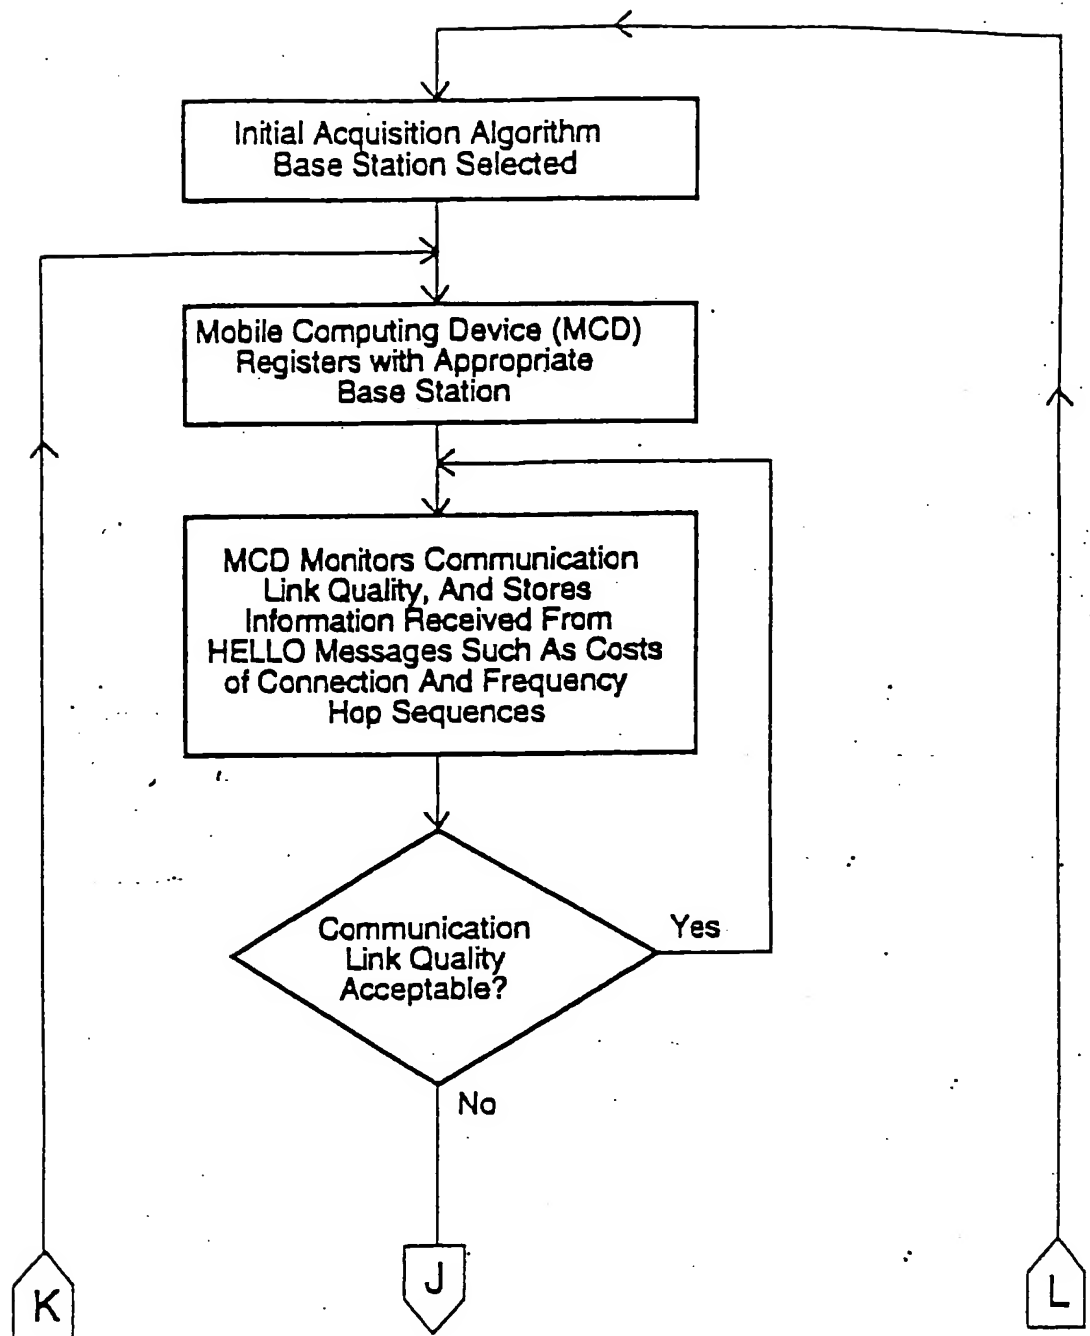 Initial Acquisition Algorithm
Base Station Selected
Mobile Computing Device (MCD)
Registers with Appropriate
Base Station
MCD Monitors Communication
Link Quality, And Stores
Information Received From
HELLO Messages Such As Costs
of Connection And Frequency
Hop Sequences
Communication
Link Quality
Acceptable?
Yes
No
K
J
L